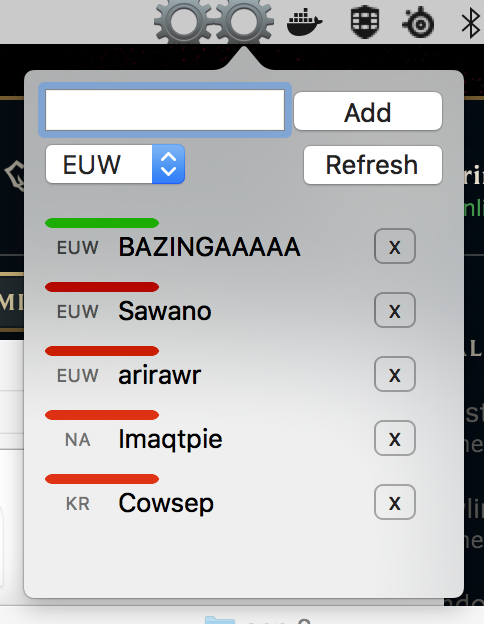 Add
EUW
Refresh
EUW BAZINGAAAAA x
EUW Sawano x
EUW arirawr x
NA Imaqtpie x
KR Cowsep x